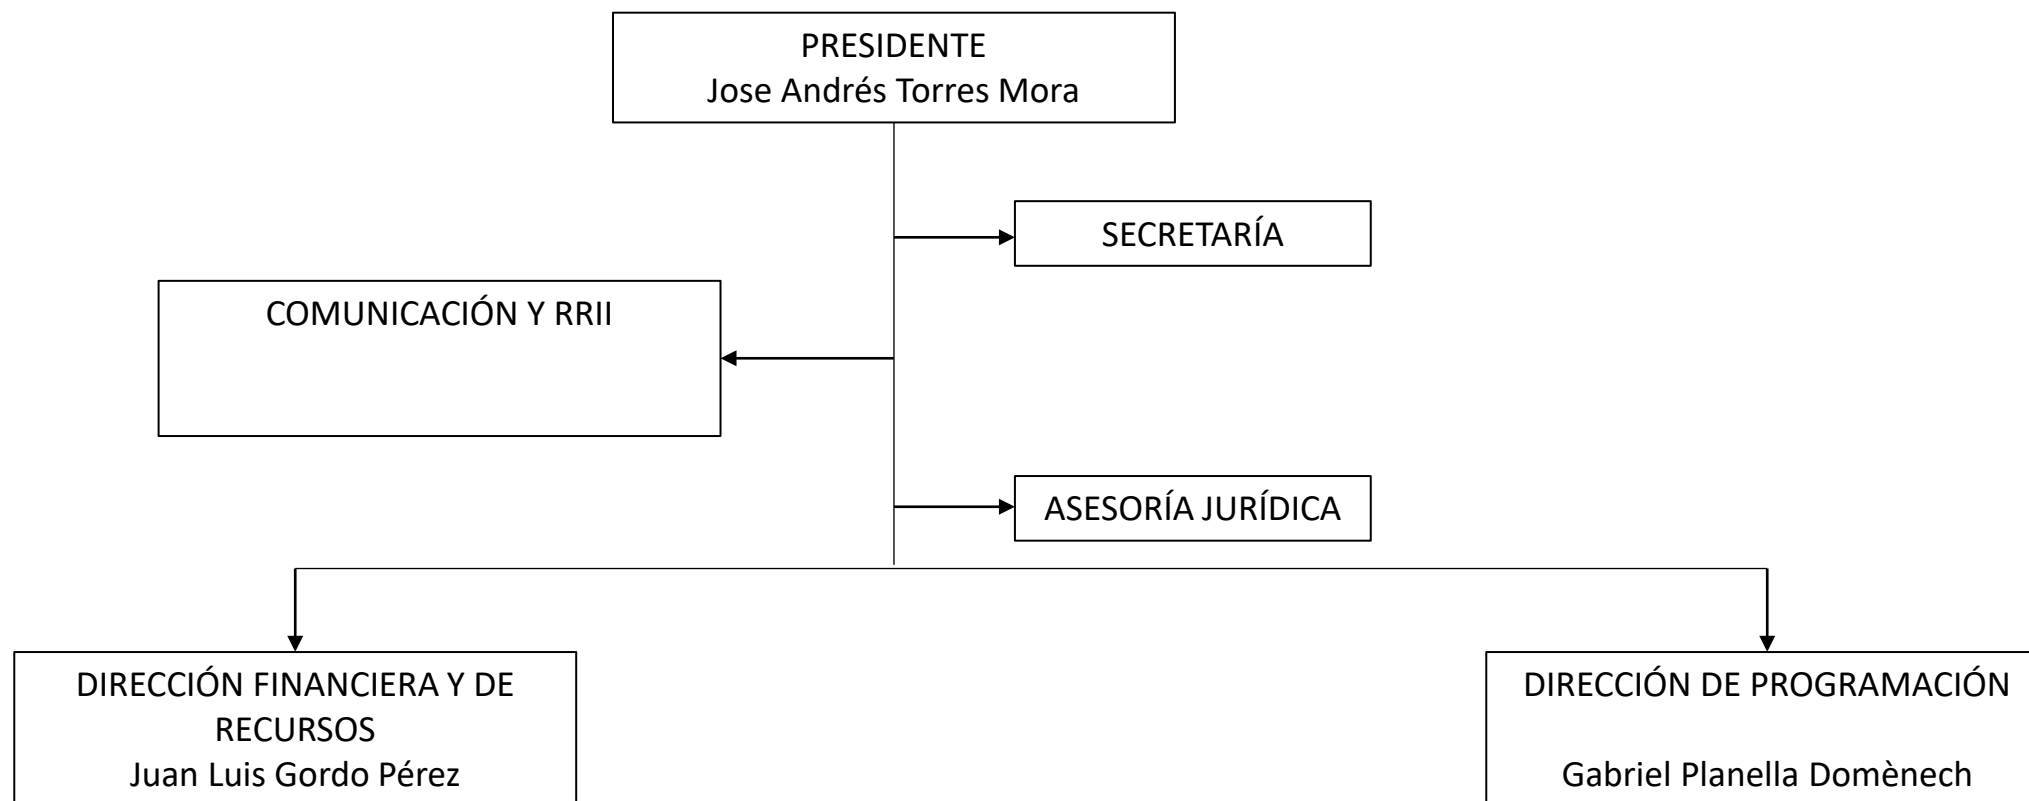 PRESIDENTE
Jose Andrés Torres Mora
SECRETARÍA
COMUNICACIÓN Y RRII
ASESORÍA JURÍDICA
DIRECCIÓN FINANCIERA Y DE
RECURSOS
Juan Luis Gordo Pérez
DIRECCIÓN DE PROGRAMACIÓN
Gabriel Planella Domènech